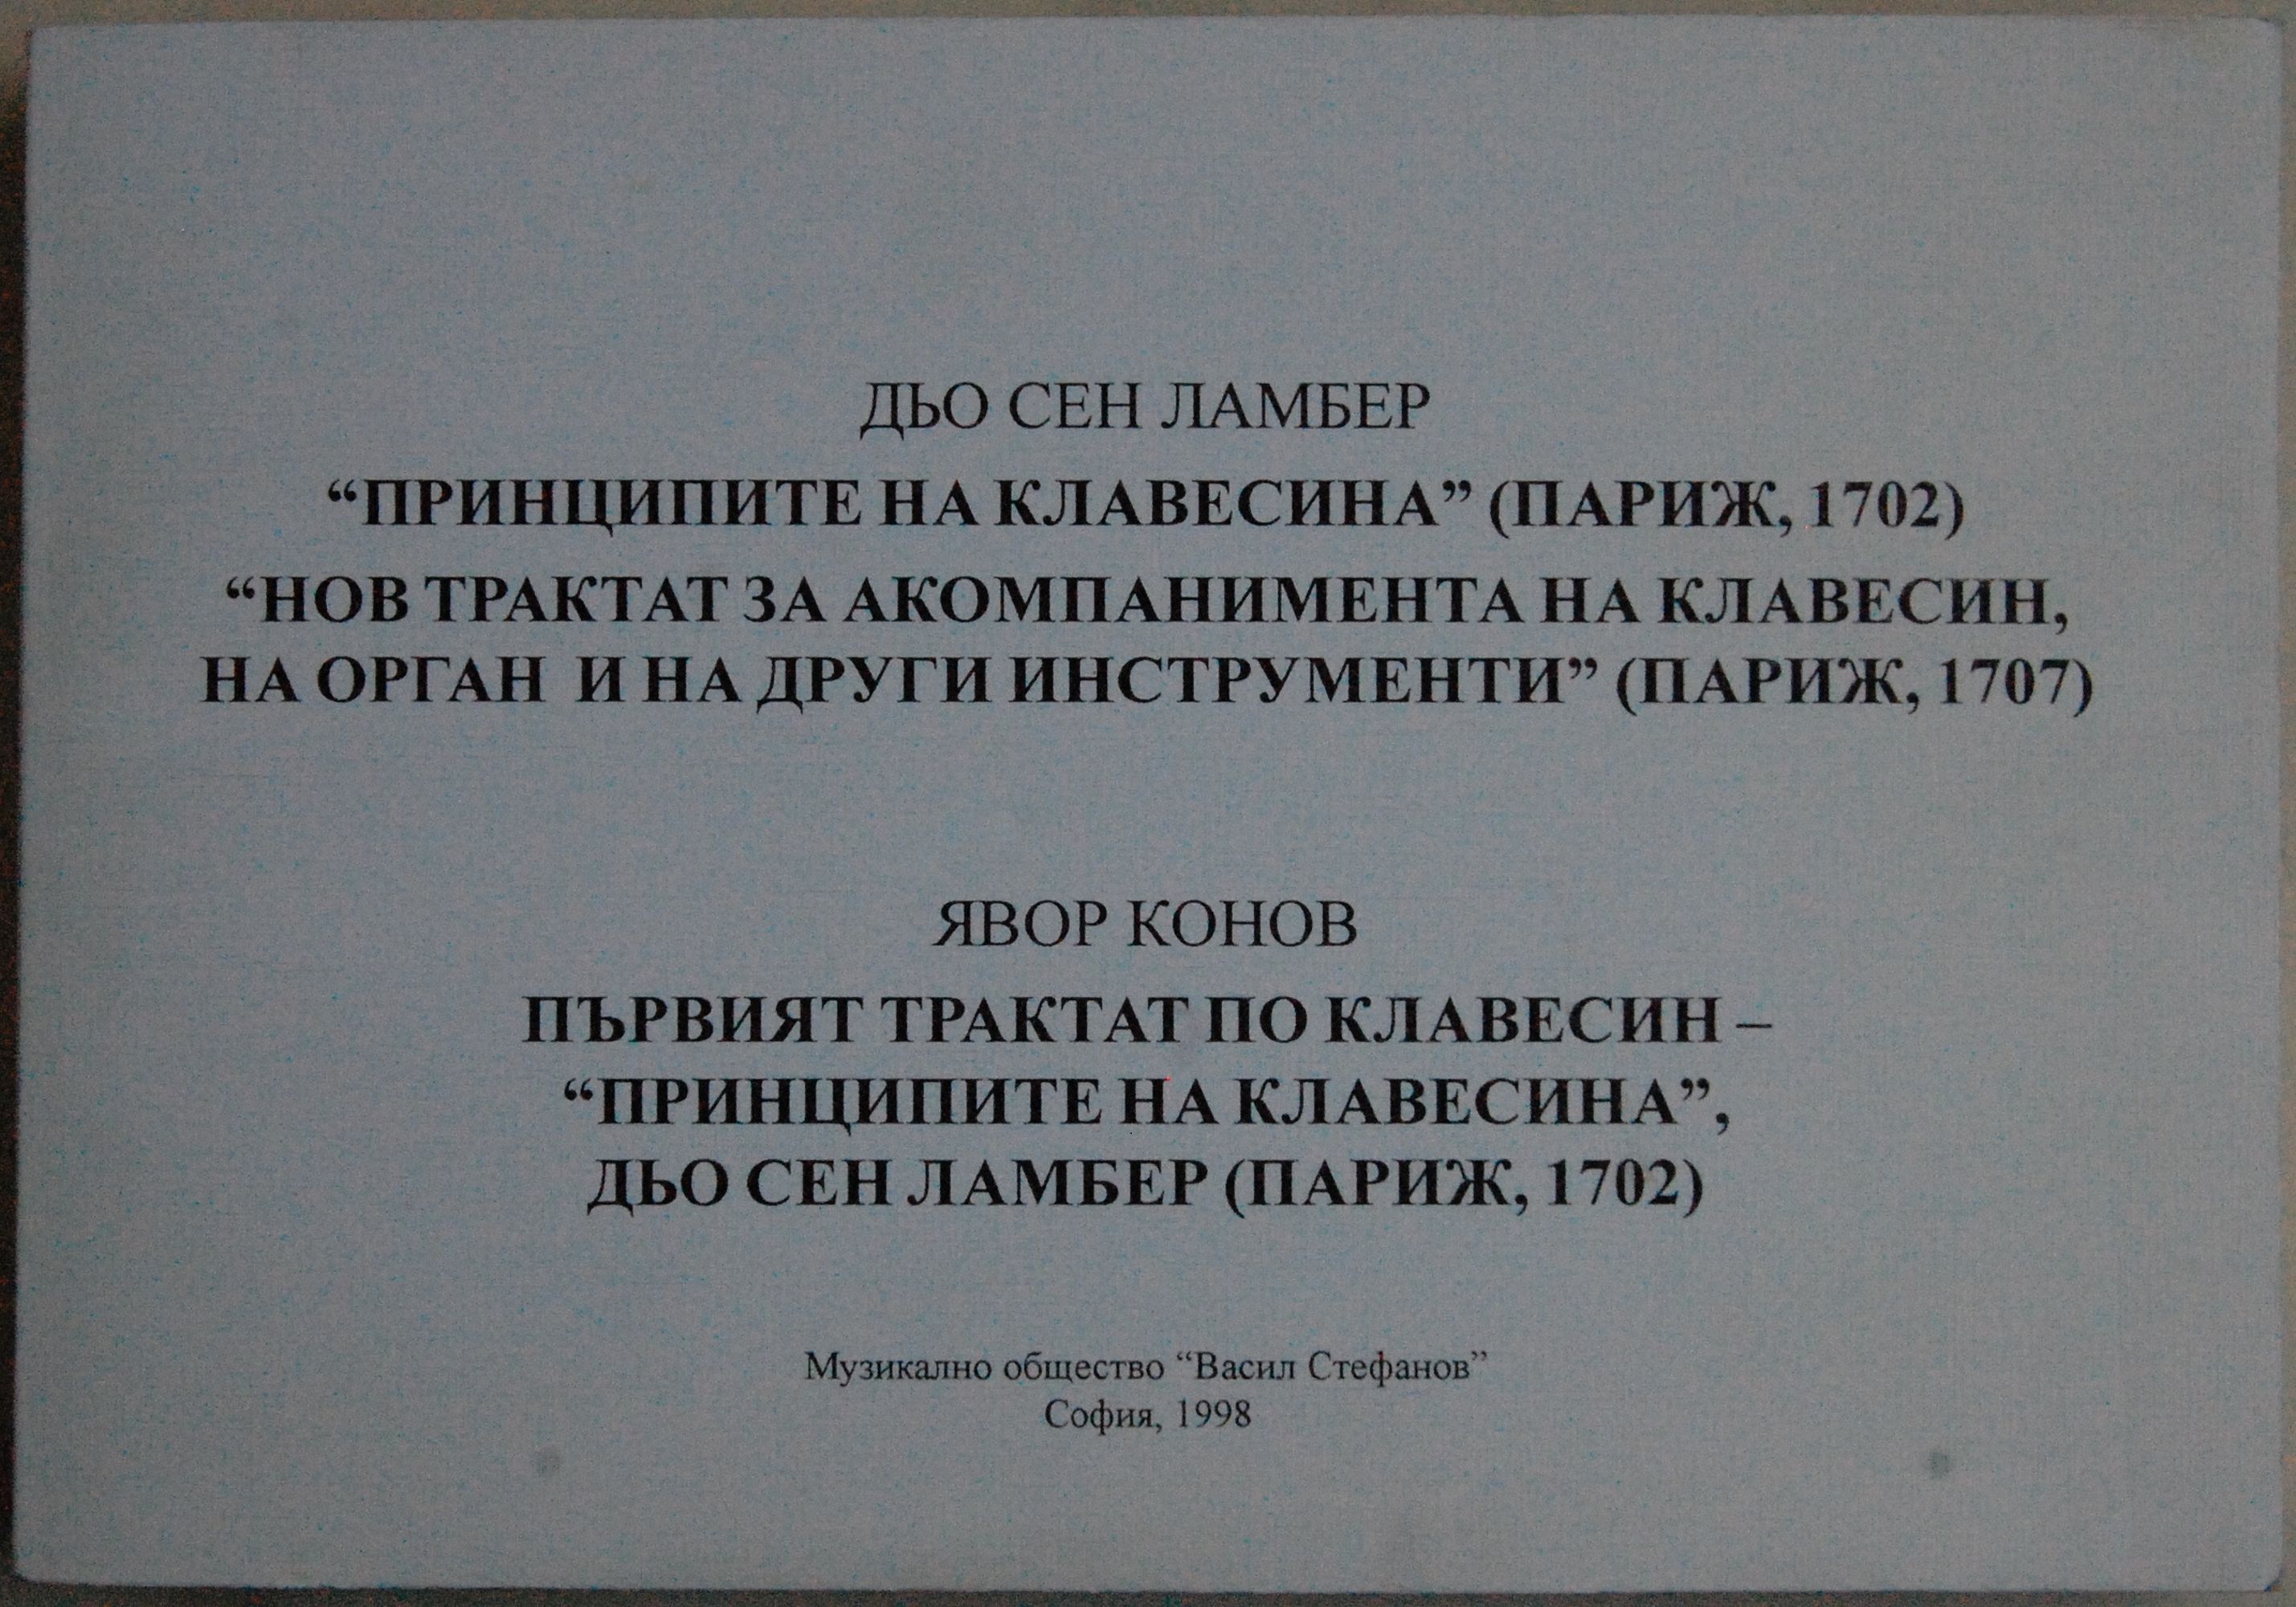 ДЬО СЕН ЛАМБЕР
“ПРИНЦИПИТЕ НА КЛАВЕСИНА” (ПАРИЖ, 1702)
“НОВ ТРАКТАТ ЗА АКОМПАНИМЕНТА НА КЛАВЕСИН,
НА ОРГАН И НА ДРУГИ ИНСТРУМЕНТИ” (ПАРИЖ, 1707)
ЯВОР КОНОВ
ПЪРВИЯТ ТРАКТАТ ПО КЛАВЕСИН –
“ПРИНЦИПИТЕ НА КЛАВЕСИНА”,
ДЬО СЕН ЛАМБЕР (ПАРИЖ, 1702)
Музикално общество “Васил Стефанов”
София, 1998